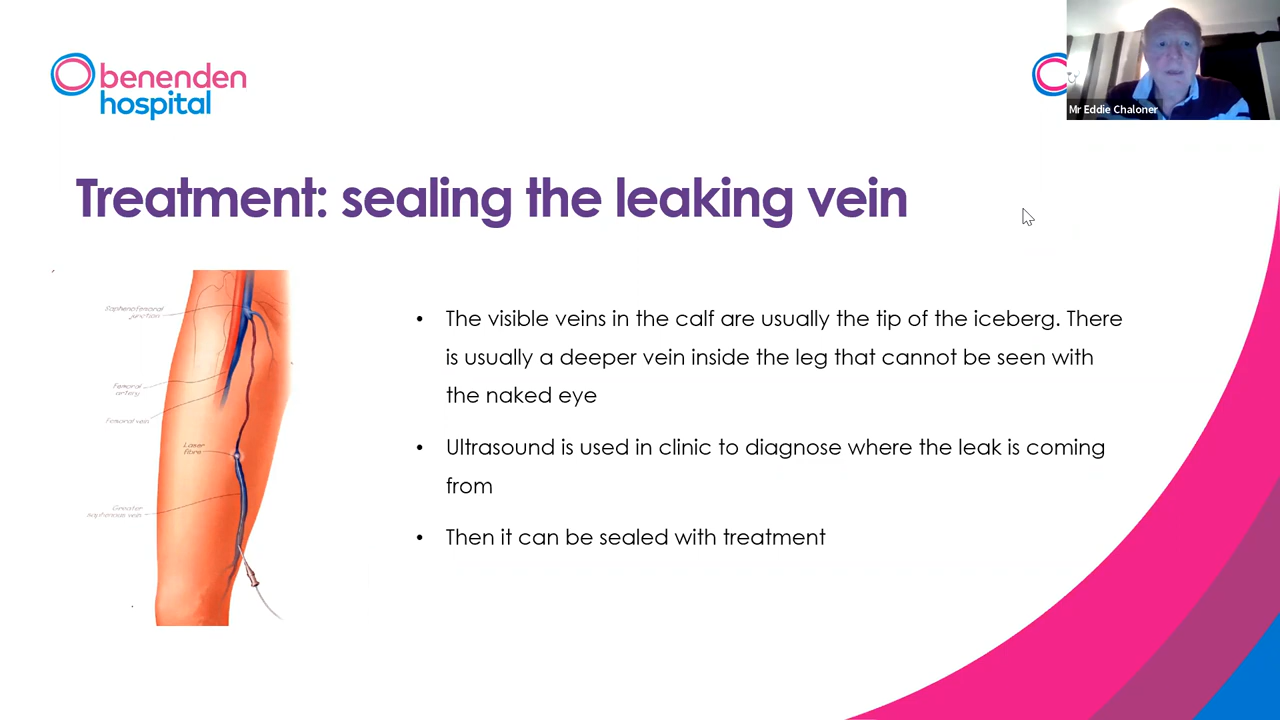 benenden
hospital
Mr Eddie Chaloner
Treatment: sealing the leaking vein
Saphenofemoral
junction
Femoral
artery
Femoral vein
Laser
fibre
Greater
saphenous vein
• The visible veins in the calf are usually the tip of the iceberg. There
is usually a deeper vein inside the leg that cannot be seen with
the naked eye
• Ultrasound is used in clinic to diagnose where the leak is coming
from
• Then it can be sealed with treatment